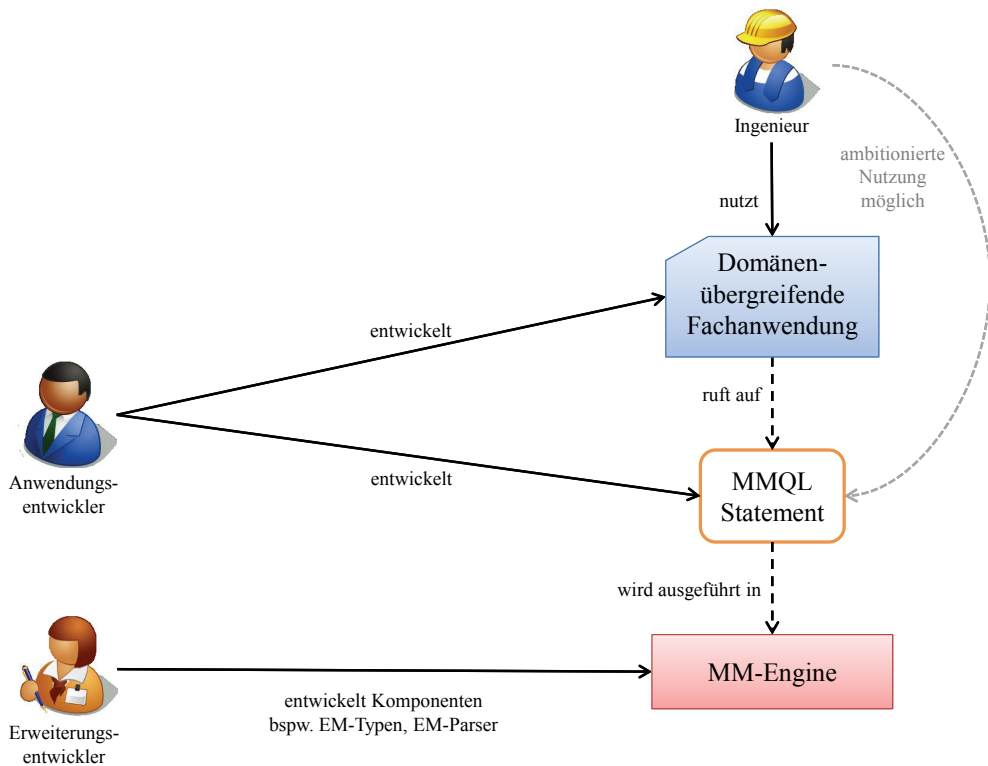 Ingenieur
ambitionierte
Nutzung
möglich
nutzt
Domänen-
übergreifende
Fachanwendung
entwickelt
ruft auf
Anwendungs-
entwickler
entwickelt
MMQL
Statement
wird ausgeführt in
MM-Engine
entwickelt Komponenten
bspw. EM-Typen, EM-Parser
Erweiterungs-
entwickler